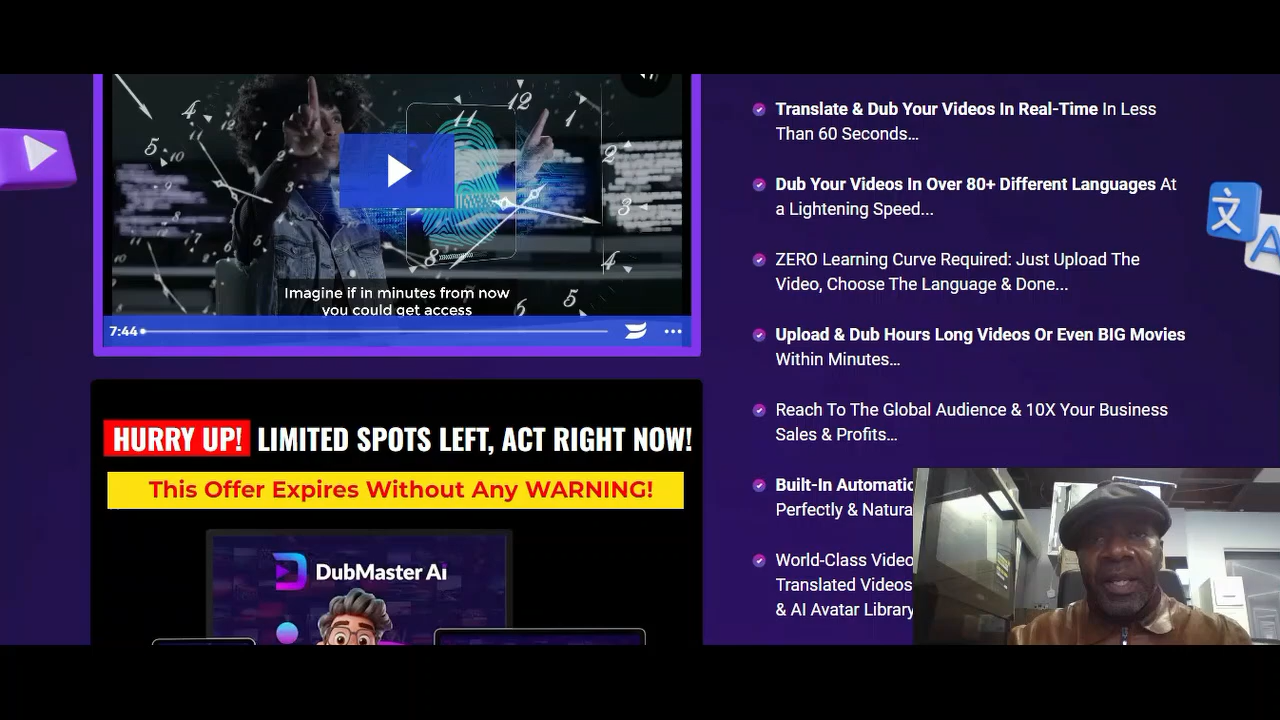 Imagine if in minutes from now
you could get access
7:44
HURRY UP! LIMITED SPOTS LEFT, ACT RIGHT NOW!
This Offer Expires Without Any WARNING!
DubMaster Ai
Translate & Dub Your Videos In Real-Time In Less
Than 60 Seconds...
Dub Your Videos In Over 80+ Different Languages At
a Lightening Speed...
ZERO Learning Curve Required: Just Upload The
Video, Choose The Language & Done...
Upload & Dub Hours Long Videos Or Even BIG Movies
Within Minutes...
Reach To The Global Audience & 10X Your Business
Sales & Profits...
Built-In Automatic
Perfectly & Natura
World-Class Video
Translated Videos
& AI Avatar Library
文
A